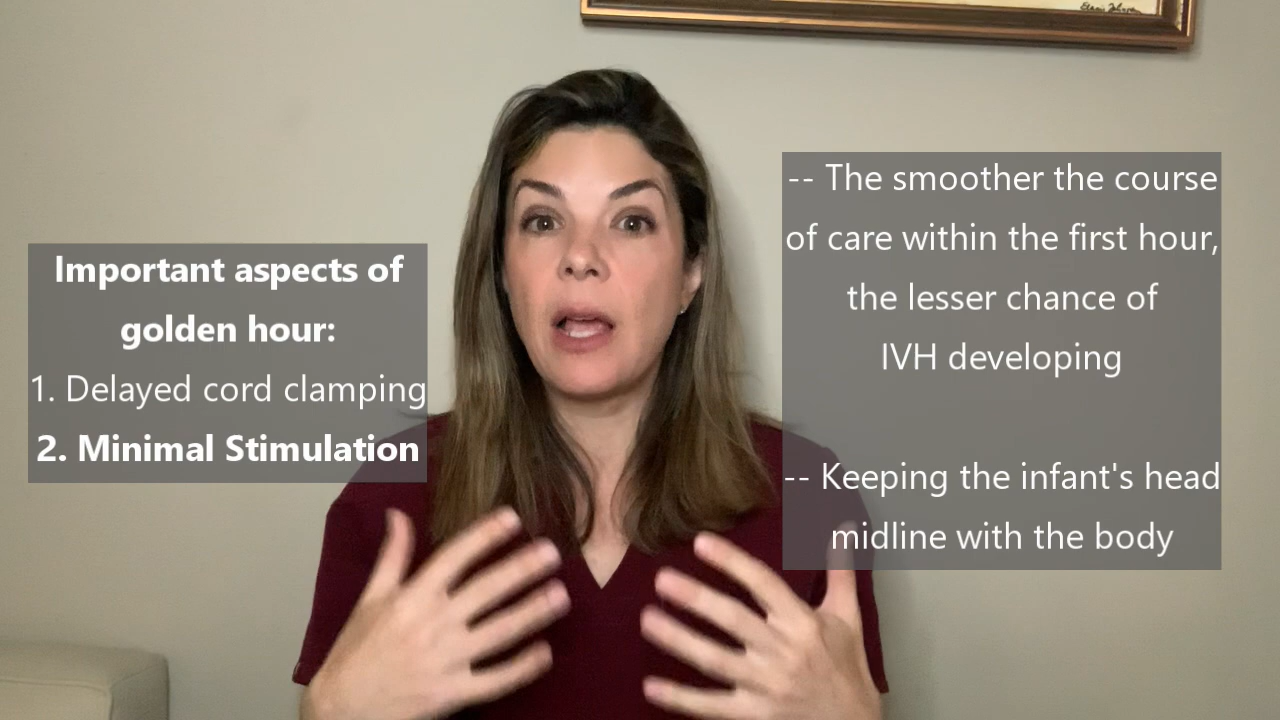 Important aspects of
golden hour:
1. Delayed cord clamping
2. Minimal Stimulation
-- The smoother the course
of care within the first hour,
the lesser chance of
IVH developing
-- Keeping the infant's head
midline with the body